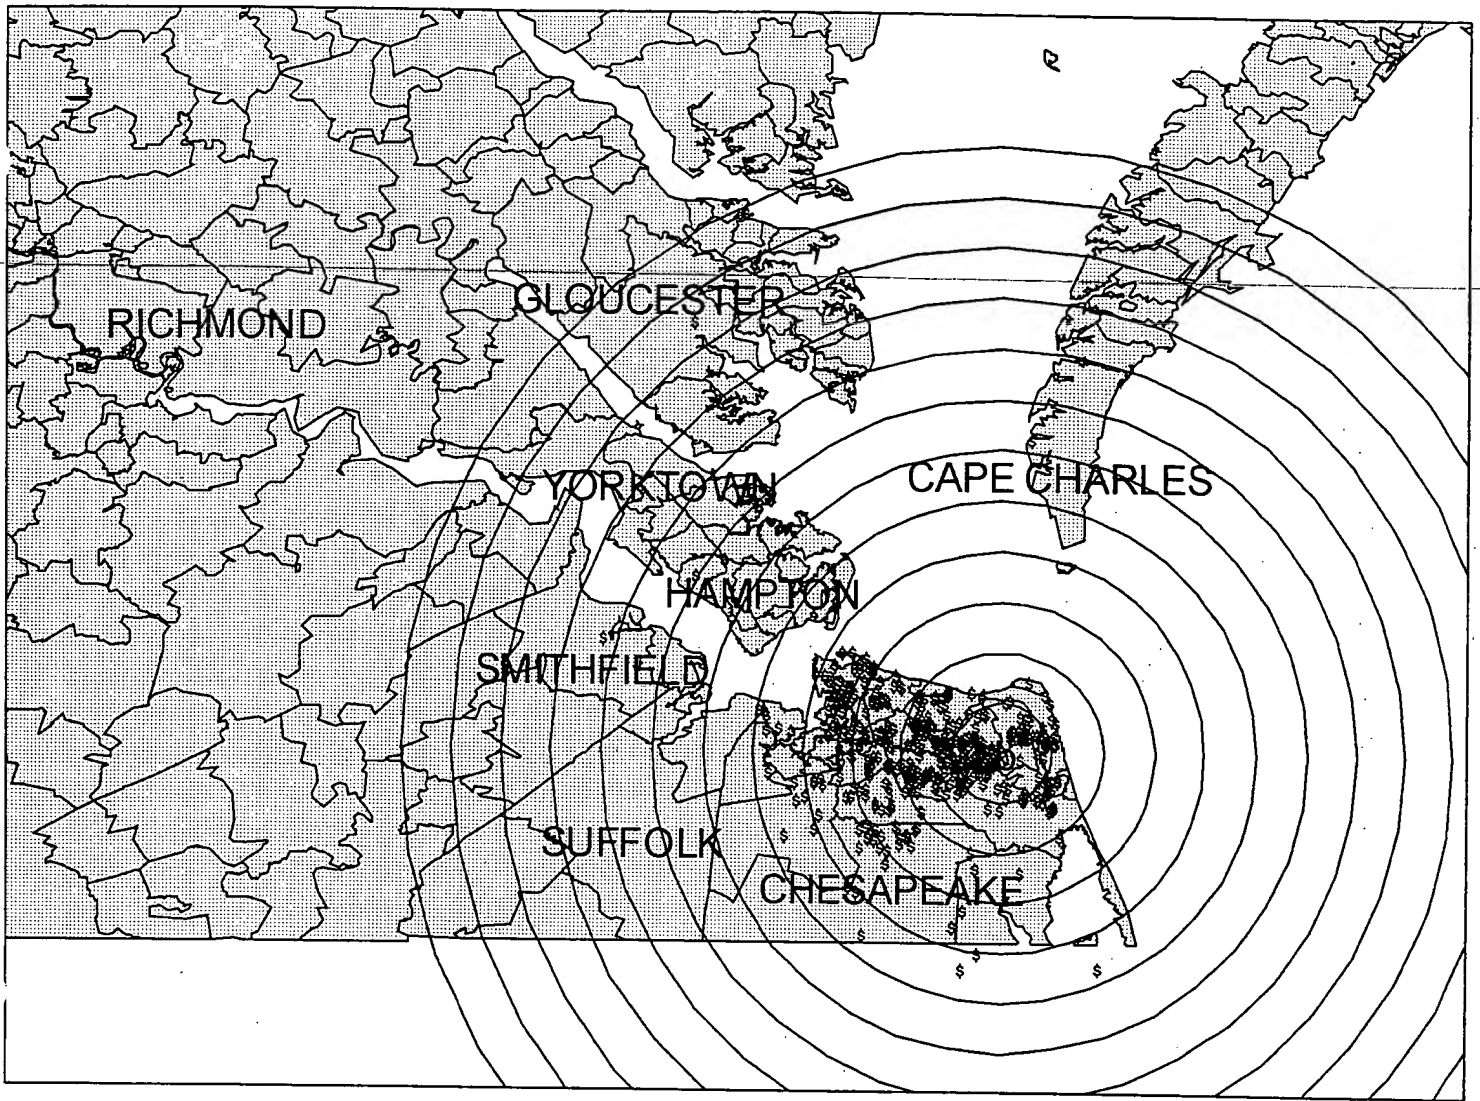 GLOUCESTER
RICHMOND
CAPE CHARLES
YORKTOWN
HAMPTON
SMITHFIELD
SUFFOLK
CHESAPEAKE